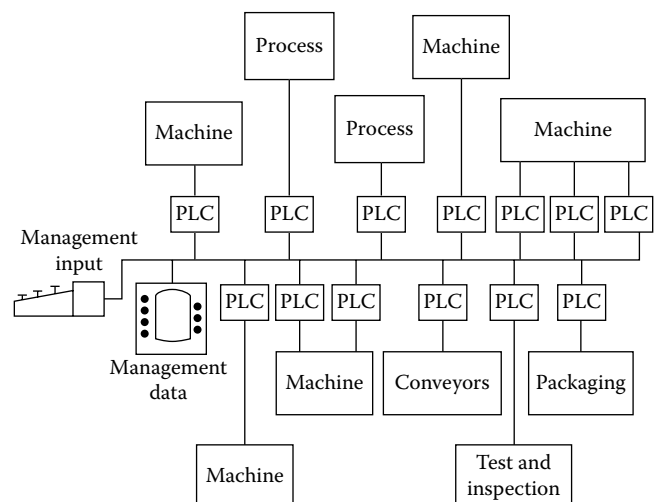 Process
Machine
Machine
Process
Machine
PLC
PLC
PLC
PLC
PLC
PLC
PLC
Management
input
PLC
PLC
PLC
PLC
PLC
PLC
Management
data
Machine
Conveyors
Packaging
Machine
Test and
inspection